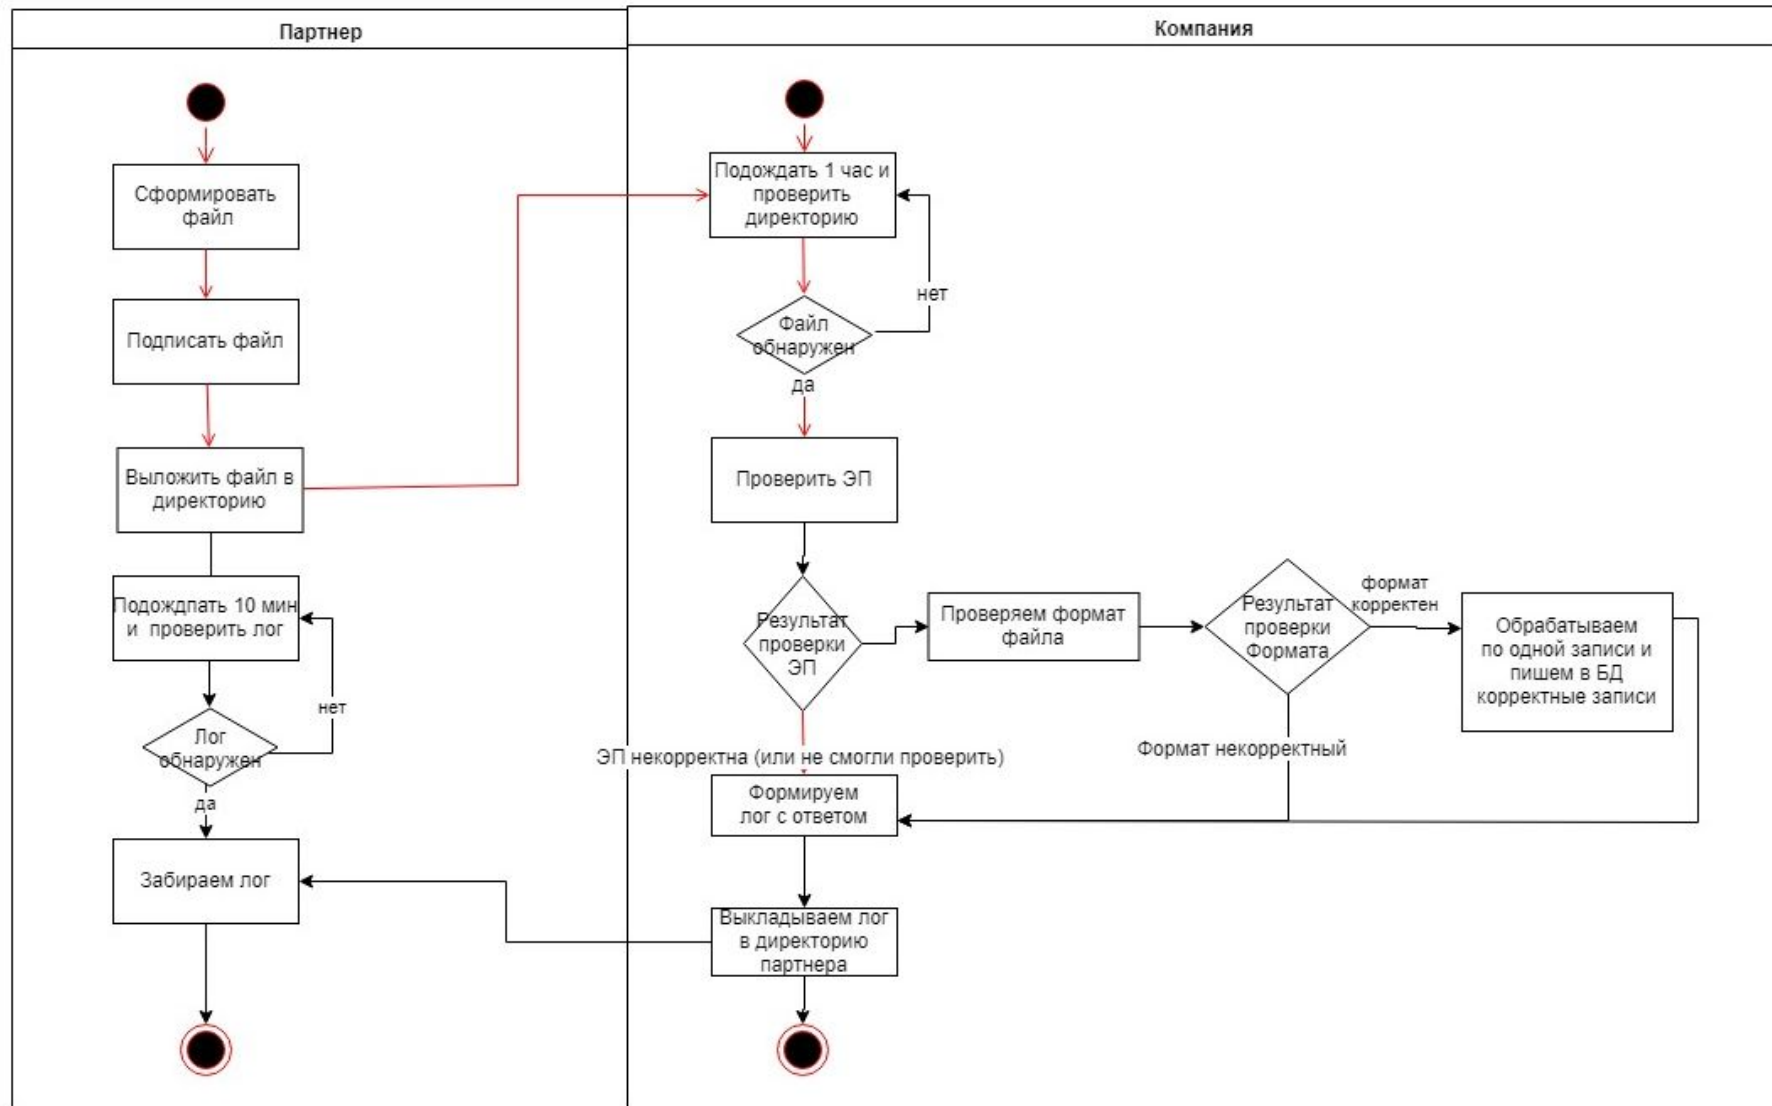 Партнер
Компания
Сформировать
файл
Подписать файл
Выложить файл в
директорию
Подождпать 10 мин
и проверить лог
нет
Лог
обнаружен
да
Забираем лог
Подождать 1 час и
проверить
директорию
нет
Файл
обнаружен
да
Проверить ЭП
Результат
проверки
ЭП
Проверяем формат
файла
Результат
проверки
Формата
формат
корректен
Обрабатываем
по одной записи и
пишем в БД
корректные записи
ЭП некорректна (или не смогли проверить)
Формат некорректный
Формируем
лог с ответом
Выкладываем лог
в директорию
партнера